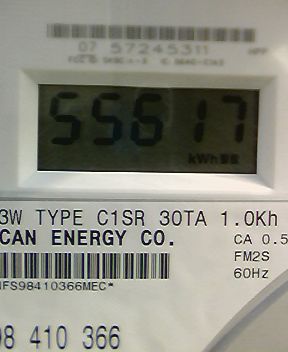 07 57245311
55617
kWh
3W TYPE C1SR 30TA 1.0Kh
CAN ENERGY CO.
CA 0.5
FM2S
60Hz
NFS98410366MEC*
98 410 366